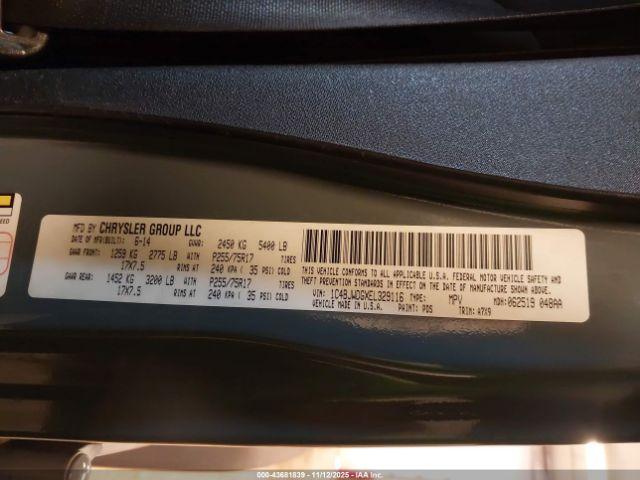 EED
MFD BY CHRYSLER GROUP LLC
DATE OF MFR(BUILT): 6-14 GVWR: 2450 KG 5400 LB
GAWR FRONT: 1259 KG 2775 LB WITH P255/75R17 TIRES
17X7.5 RIMS AT 240 KPA ( 35 PSI) COLD
GAWR REAR: 1452 KG 3200 LB WITH P255/75R17 TIRES
17X7.5 RIMS AT 240 KPA ( 35 PSI) COLD
THIS VEHICLE CONFORMS TO ALL APPLICABLE U.S.A. FEDERAL MOTOR VEHICLE SAFETY,
BUMPER AND THEFT PREVENTION STANDARDS IN EFFECT ON THE DATE OF MANUFACTURE SHOWN ABOVE.
VIN: 1C4BJWDGXEL329116 TYPE: MPV MDH: 062519 048AA
VEHICLE MADE IN U.S.A. PAINT: PDS TRIM: A7X9
000-43681839 - 11/12/2025 - IAA Inc.